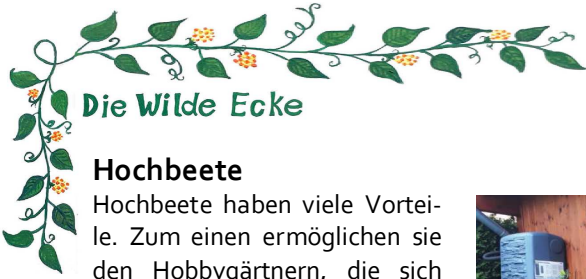 Die Wilde Ecke
Hochbeete
Hochbeete haben viele Vortei-
le. Zum einen ermöglichen sie
den Hobbygärtnern, die sich